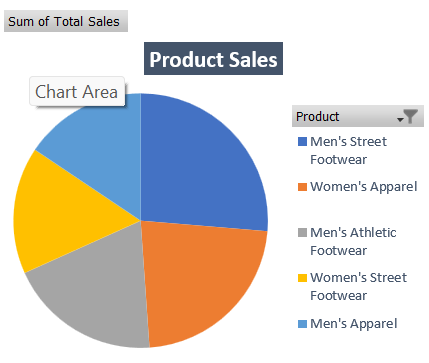 Sum of Total Sales
Product Sales
Chart Area
Product
Men's Street
Footwear
Women's Apparel
Men's Athletic
Footwear
Women's Street
Footwear
Men's Apparel